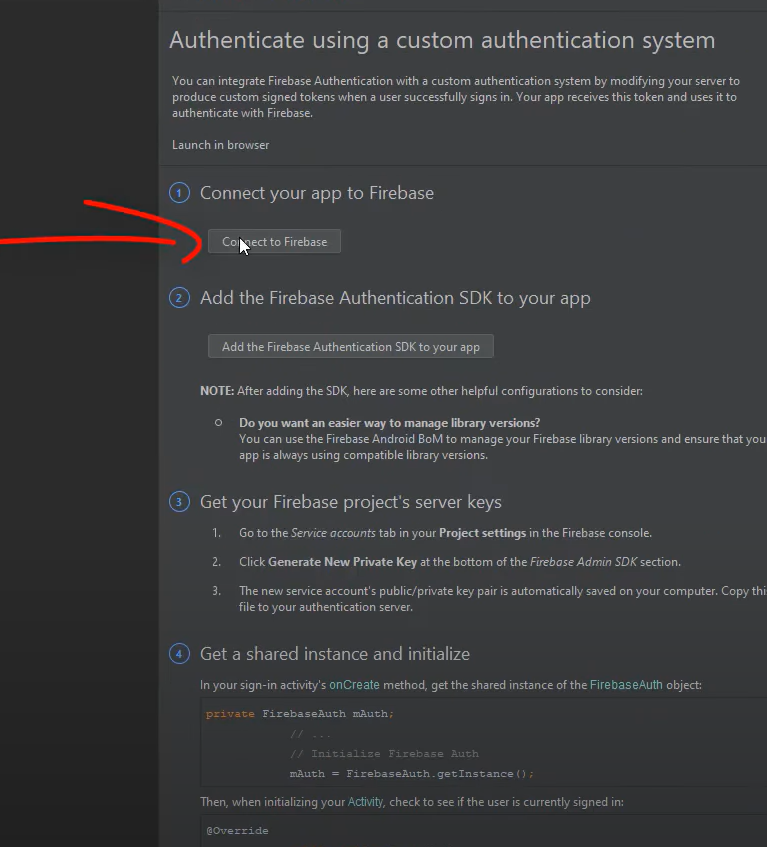 Authenticate using a custom authentication system
You can integrate Firebase Authentication with a custom authentication system by modifying your server to
produce custom signed tokens when a user successfully signs in. Your app receives this token and uses it to
authenticate with Firebase.
Launch in browser
1 Connect your app to Firebase
Connect to Firebase
2 Add the Firebase Authentication SDK to your app
Add the Firebase Authentication SDK to your app
NOTE: After adding the SDK, here are some other helpful configurations to consider:
Do you want an easier way to manage library versions?
You can use the Firebase Android BoM to manage your Firebase library versions and ensure that you
app is always using compatible library versions.
3 Get your Firebase project's server keys
1. Go to the Service accounts tab in your Project settings in the Firebase console.
2. Click Generate New Private Key at the bottom of the Firebase Admin SDK section.
3. The new service account's public/private key pair is automatically saved on your computer. Copy thi
file to your authentication server.
4 Get a shared instance and initialize
In your sign-in activity's onCreate method, get the shared instance of the FirebaseAuth object:
private FirebaseAuth mAuth;
// ...
// Initialize Firebase Auth
mAuth = FirebaseAuth.getInstance();
Then, when initializing your Activity, check to see if the user is currently signed in:
@Override